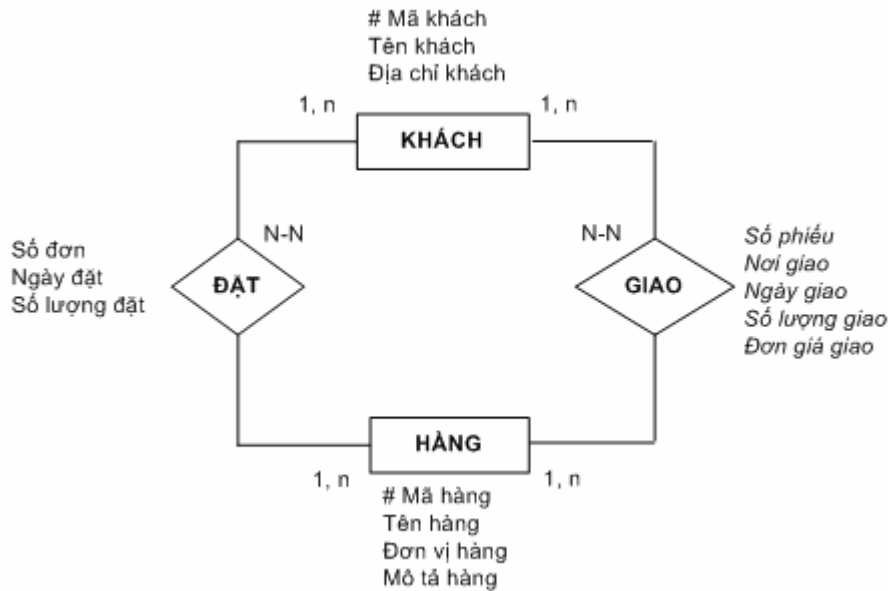 # Mã khách
Tên khách
Địa chỉ khách
1, n
1, n
KHÁCH
N-N
N-N
Số đơn
Ngày đặt
Số lượng đặt
ĐẶT
GIAO
Số phiếu
Nơi giao
Ngày giao
Số lượng giao
Đơn giá giao
HÀNG
1, n
1, n
# Mã hàng
Tên hàng
Đơn vị hàng
Mô tả hàng